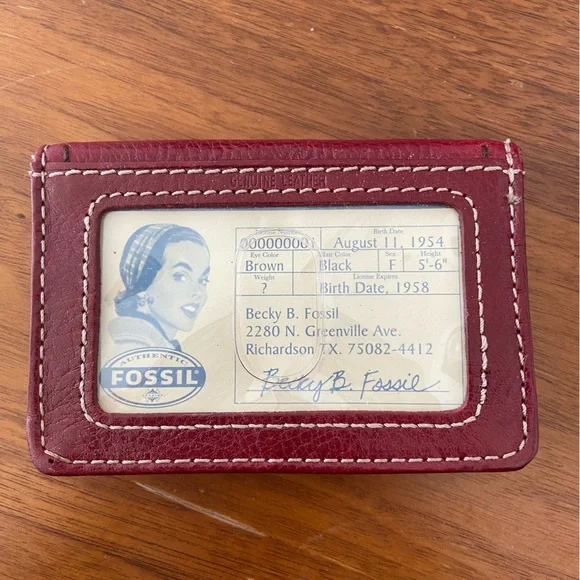 GENUINE LEATHER
License Number
000000001
Birth Date
August 11, 1954
Eye Color
Brown
Hair Color
Black
Sex
F
Height
5'-6"
Weight
?
License Expires
Birth Date, 1958
Becky B. Fossil
2280 N. Greenville Ave.
Richardson TX. 75082-4412
Becky B. Fossil
AUTHENTIC
FOSSIL